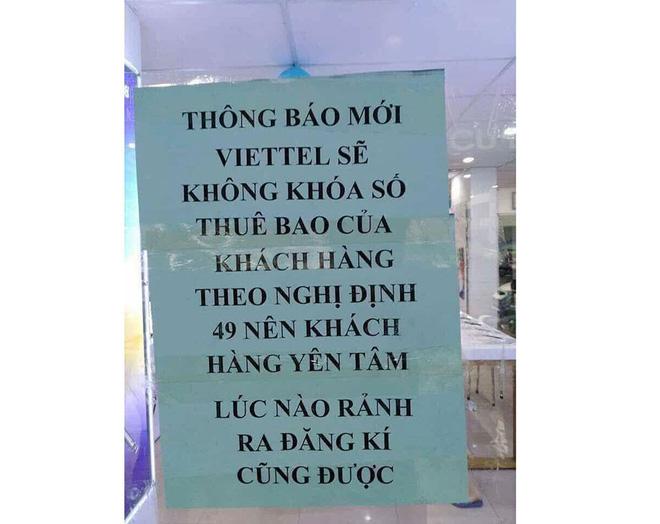 THÔNG BÁO MỚI
VIETTEL SẼ
KHÔNG KHÓA SỐ
THUÊ BAO CỦA
KHÁCH HÀNG
THEO NGHỊ ĐỊNH
49 NÊN KHÁCH
HÀNG YÊN TÂM
LÚC NÀO RẢNH
RA ĐĂNG KÍ
CŨNG ĐƯỢC